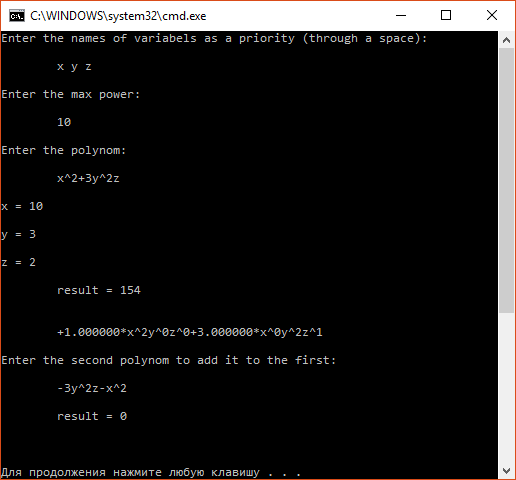 C:\WINDOWS\system32\cmd.exe
Enter the names of variabels as a priority (through a space):
x y z
Enter the max power:
10
Enter the polynom:
x^2+3y^2z
x = 10
y = 3
z = 2
result = 154
+1.000000*x^2y^0z^0+3.000000*x^0y^2z^1
Enter the second polynom to add it to the first:
-3y^2z-x^2
result = 0
Для продолжения нажмите любую клавишу . . .